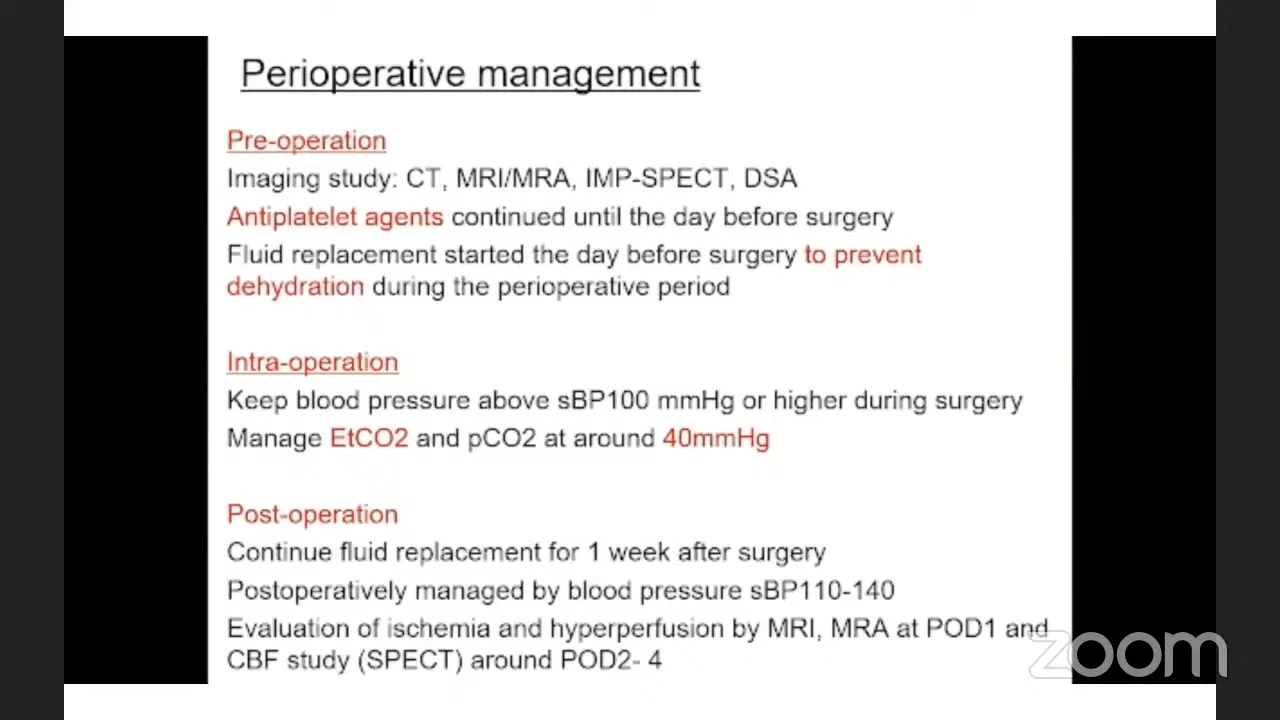 Perioperative management
Pre-operation
Imaging study: CT, MRI/MRA, IMP-SPECT, DSA
Antiplatelet agents continued until the day before surgery
Fluid replacement started the day before surgery to prevent
dehydration during the perioperative period
Intra-operation
Keep blood pressure above sBP100 mmHg or higher during surgery
Manage EtCO2 and pCO2 at around 40mmHg
Post-operation
Continue fluid replacement for 1 week after surgery
Postoperatively managed by blood pressure sBP110-140
Evaluation of ischemia and hyperperfusion by MRI, MRA at POD1 and
CBF study (SPECT) around POD2- 4
zoom